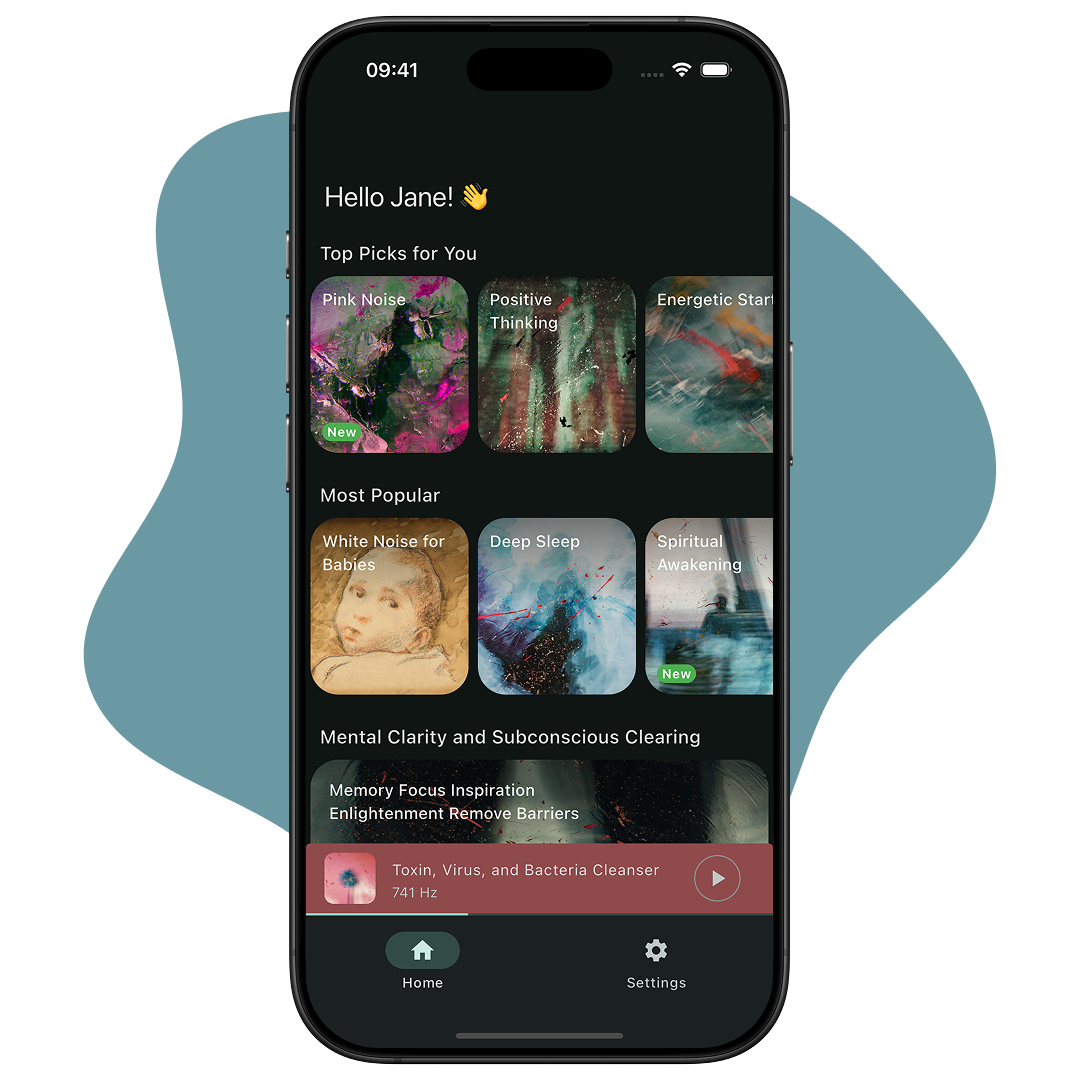 09:41
Hello Jane! 👋
Top Picks for You
Pink Noise
New
Positive
Thinking
Energetic Start
Most Popular
White Noise for
Babies
Deep Sleep
Spiritual
Awakening
New
Mental Clarity and Subconscious Clearing
Memory Focus Inspiration
Enlightenment Remove Barriers
Toxin, Virus, and Bacteria Cleanser
741 Hz
Home
Settings